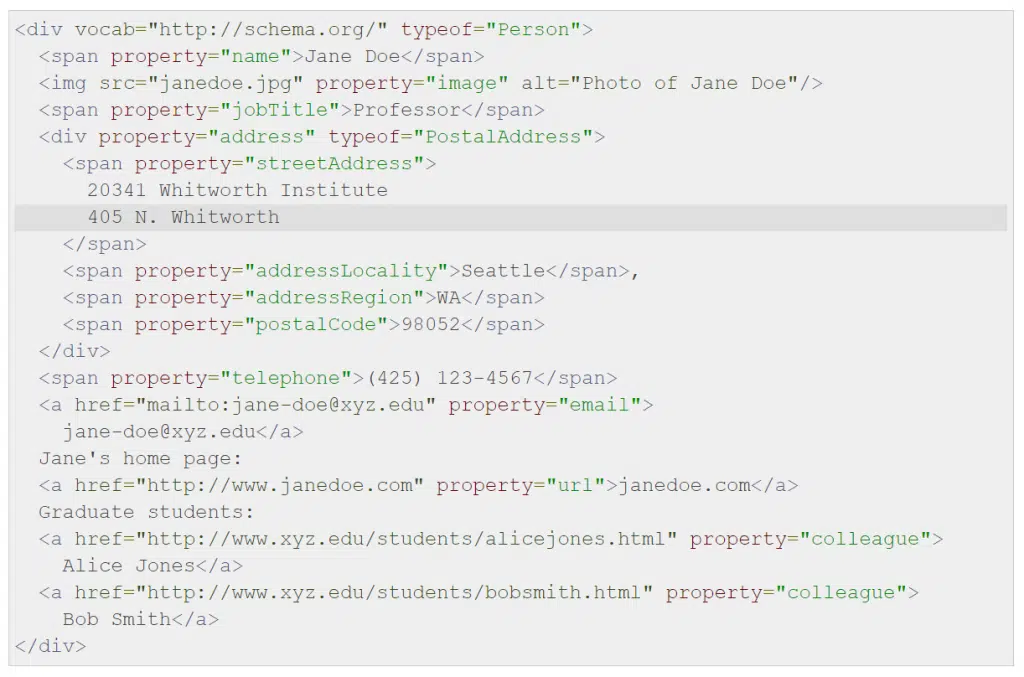 <div vocab="http://schema.org/" typeof="Person">
  <span property="name">Jane Doe</span>
  <img src="janedoe.jpg" property="image" alt="Photo of Jane Doe"/>
  <span property="jobTitle">Professor</span>
  <div property="address" typeof="PostalAddress">
    <span property="streetAddress">
      20341 Whitworth Institute
      405 N. Whitworth
    </span>
    <span property="addressLocality">Seattle</span>,
    <span property="addressRegion">WA</span>
    <span property="postalCode">98052</span>
  </div>
  <span property="telephone">(425) 123-4567</span>
  <a href="mailto:jane-doe@xyz.edu" property="email">
    jane-doe@xyz.edu</a>
  Jane's home page:
  <a href="http://www.janedoe.com" property="url">janedoe.com</a>
  Graduate students:
  <a href="http://www.xyz.edu/students/alicejones.html" property="colleague">
    Alice Jones</a>
  <a href="http://www.xyz.edu/students/bobsmith.html" property="colleague">
    Bob Smith</a>
</div>